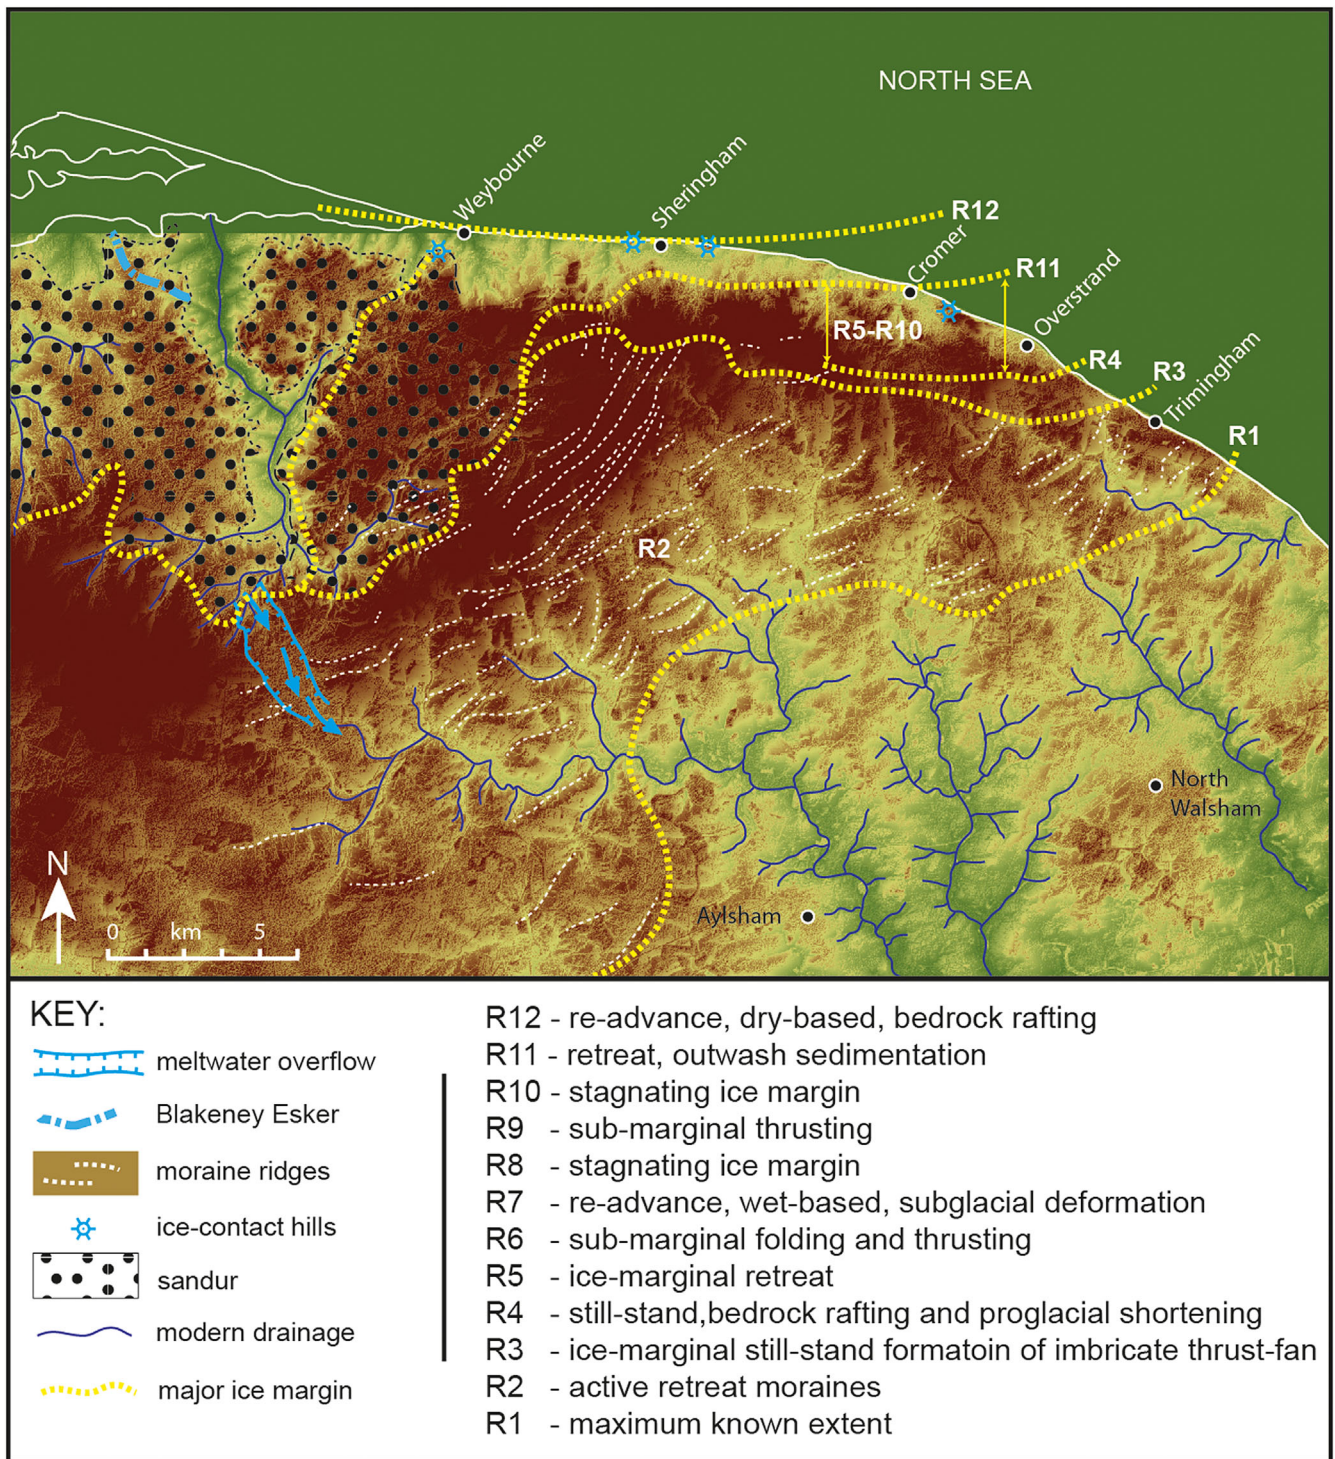 NORTH SEA
Weybourne
Sheringham
R12
Cromer
R11
Overstrand
R5-R10
R4
R3
Trimingham
R1
R2
North
Walsham
Aylsham
N
0 km 5
KEY:
meltwater overflow
Blakeney Esker
moraine ridges
ice-contact hills
sandur
modern drainage
major ice margin
R12 - re-advance, dry-based, bedrock rafting
R11 - retreat, outwash sedimentation
R10 - stagnating ice margin
R9 - sub-marginal thrusting
R8 - stagnating ice margin
R7 - re-advance, wet-based, subglacial deformation
R6 - sub-marginal folding and thrusting
R5 - ice-marginal retreat
R4 - still-stand,bedrock rafting and proglacial shortening
R3 - ice-marginal still-stand formatoin of imbricate thrust-fan
R2 - active retreat moraines
R1 - maximum known extent